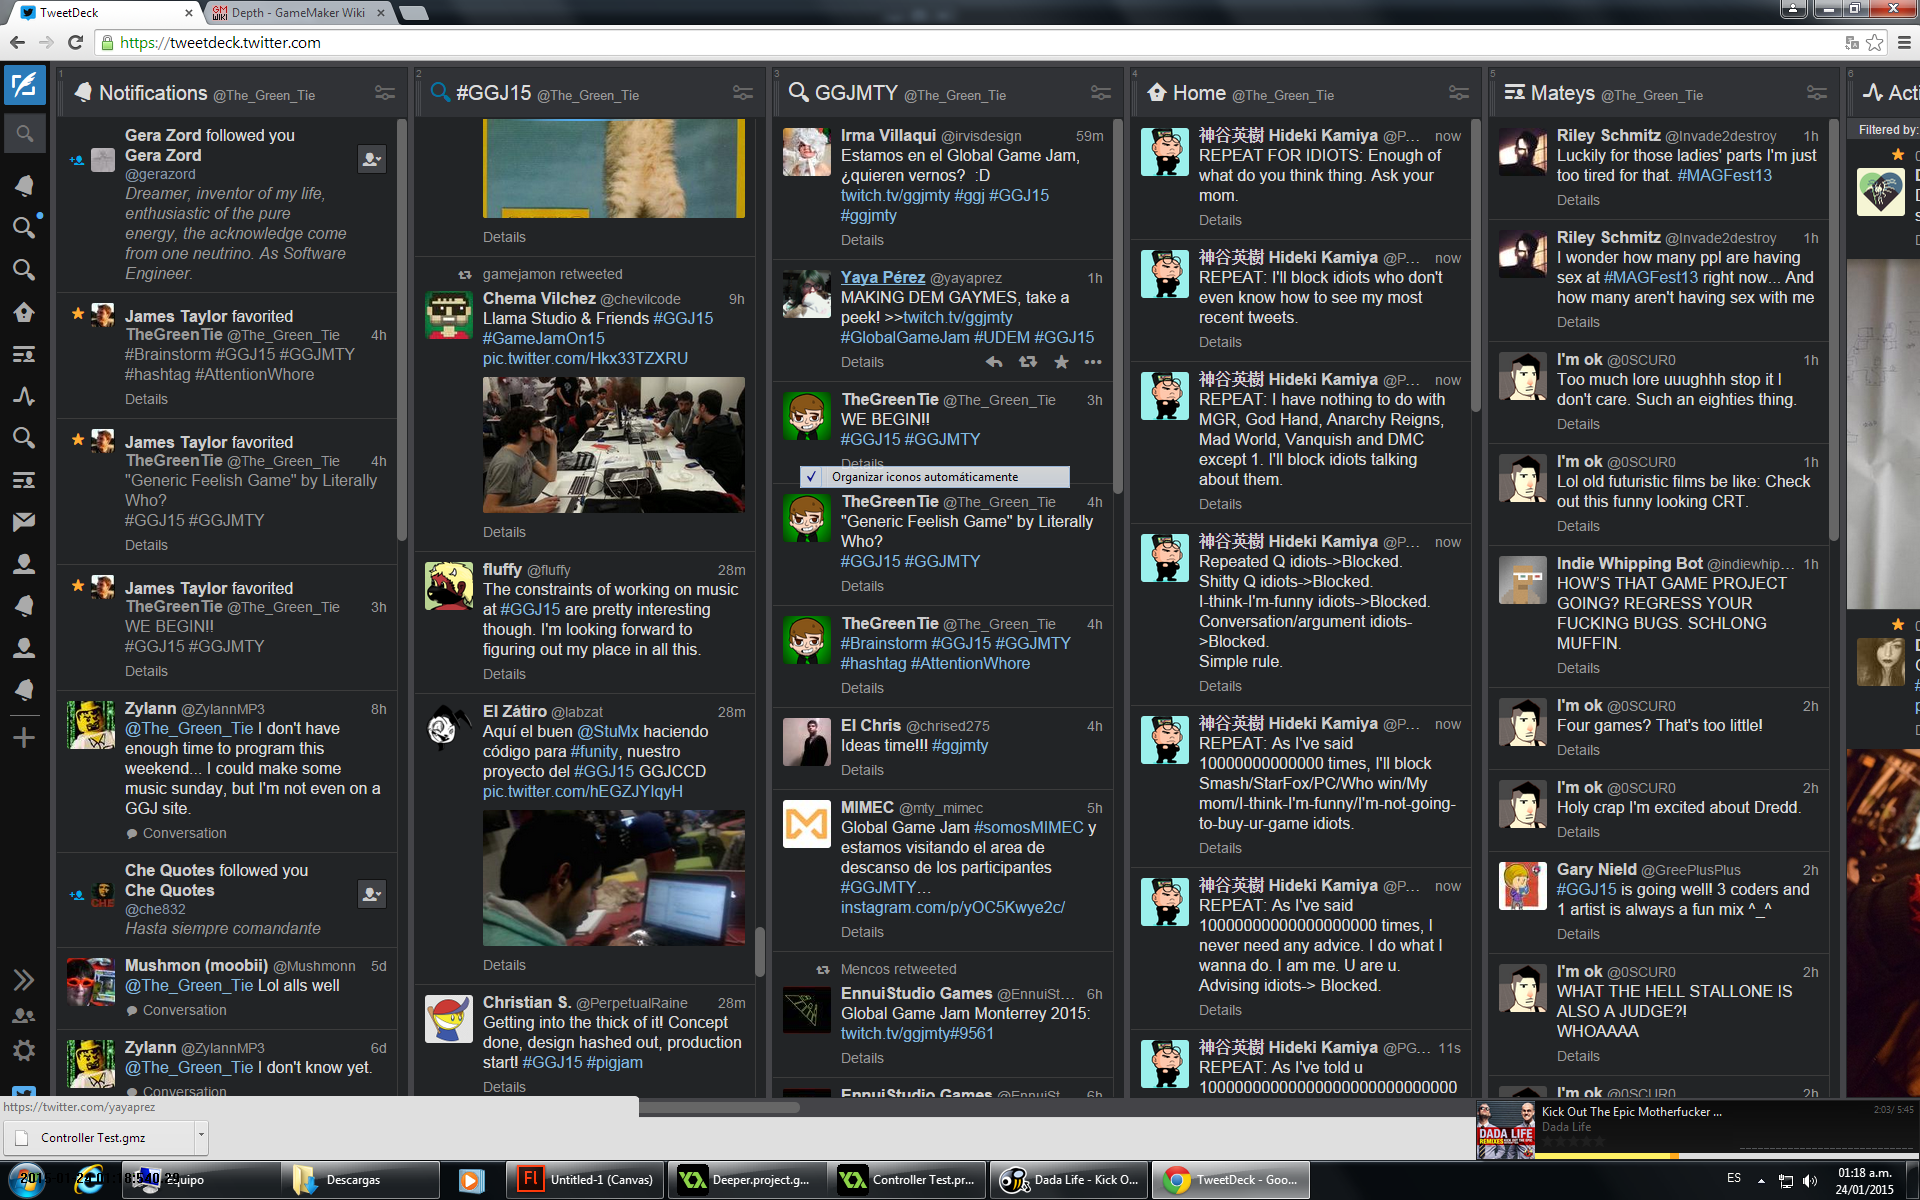 TweetDeck
Depth - GameMaker Wiki
https://tweetdeck.twitter.com
1
Notifications @The_Green_Tie
Gera Zord followed you
Gera Zord
@gerazord
Dreamer, inventor of my life,
enthusiastic of the pure
energy, the acknowledge come
from one neutrino. As Software
Engineer.
James Taylor favorited
TheGreenTie @The_Green_Tie 4h
#Brainstorm #GGJ15 #GGJMTY
#hashtag #AttentionWhore
Details
James Taylor favorited
TheGreenTie @The_Green_Tie 4h
"Generic Feelish Game" by Literally
Who?
#GGJ15 #GGJMTY
Details
James Taylor favorited
TheGreenTie @The_Green_Tie 3h
WE BEGIN!!
#GGJ15 #GGJMTY
Details
Zylann @ZylannMP3 8h
@The_Green_Tie I don't have
enough time to program this
weekend... I could make some
music sunday, but I'm not even on a
GGJ site.
Conversation
Che Quotes followed you
Che Quotes
@che832
Hasta siempre comandante
Mushmon (moobii) @Mushmonn 5d
@The_Green_Tie Lol alls well
Conversation
Zylann @ZylannMP3 6d
@The_Green_Tie I don't know yet.
Conversation
2
#GGJ15 @The_Green_Tie
Details
gamejamon retweeted
Chema Vilchez @chevilcode 9h
Llama Studio & Friends #GGJ15
#GameJamOn15
pic.twitter.com/Hkx33TZXRU
Details
fluffy @fluffy 28m
The constraints of working on music
at #GGJ15 are pretty interesting
though. I'm looking forward to
figuring out my place in all this.
Details
El Zátiro @labzat 28m
Aquí el buen @StuMx haciendo
código para #funity, nuestro
proyecto del #GGJ15 GGJCCD
pic.twitter.com/hEGZJYlqyH
Details
Christian S. @PerpetualRaine 28m
Getting into the thick of it! Concept
done, design hashed out, production
start! #GGJ15 #pigjam
Details
3
GGJMTY @The_Green_Tie
Irma Villaqui @irvisdesign 59m
Estamos en el Global Game Jam,
¿quieren vernos? :D
twitch.tv/ggjmty #ggj #GGJ15
#ggjmty
Details
Yaya Pérez @yayaprez 1h
MAKING DEM GAYMES, take a
peek! >>twitch.tv/ggjmty
#GlobalGameJam #UDEM #GGJ15
Details
TheGreenTie @The_Green_Tie 3h
WE BEGIN!!
#GGJ15 #GGJMTY
Details
Organizar iconos automáticamente
TheGreenTie @The_Green_Tie 4h
"Generic Feelish Game" by Literally
Who?
#GGJ15 #GGJMTY
Details
TheGreenTie @The_Green_Tie 4h
#Brainstorm #GGJ15 #GGJMTY
#hashtag #AttentionWhore
Details
El Chris @chrised275 4h
Ideas time!!! #ggjmty
Details
MIMEC @mty_mimec 5h
Global Game Jam #somosMIMEC y
estamos visitando el area de
descanso de los participantes
#GGJMTY…
instagram.com/p/yOC5Kwye2c/
Details
Mencos retweeted
EnnuiStudio Games @EnnuiSt... 6h
Global Game Jam Monterrey 2015:
twitch.tv/ggjmty#9561
Details
EnnuiStudio Games @EnnuiSt... 6h
4
Home @The_Green_Tie
神谷英樹 Hideki Kamiya @P... now
REPEAT FOR IDIOTS: Enough of
what do you think thing. Ask your
mom.
Details
神谷英樹 Hideki Kamiya @P... now
REPEAT: I'll block idiots who don't
even know how to see my most
recent tweets.
Details
神谷英樹 Hideki Kamiya @P... now
REPEAT: I have nothing to do with
MGR, God Hand, Anarchy Reigns,
Mad World, Vanquish and DMC
except 1. I'll block idiots talking
about them.
Details
神谷英樹 Hideki Kamiya @P... now
Repeated Q idiots->Blocked.
Shitty Q idiots->Blocked.
I-think-I'm-funny idiots->Blocked.
Conversation/argument idiots-
>Blocked.
Simple rule.
Details
神谷英樹 Hideki Kamiya @P... now
REPEAT: As I've said
10000000000000 times, I'll block
Smash/StarFox/PC/Who win/My
mom/I-think-I'm-funny/I'm-not-going-
to-buy-ur-game idiots.
Details
神谷英樹 Hideki Kamiya @P... now
REPEAT: As I've said
10000000000000000 times, I
never need any advice. I do what I
wanna do. I am me. U are u.
Advising idiots-> Blocked.
Details
神谷英樹 Hideki Kamiya @PG... 11s
REPEAT: As I've told u
5
Mateys @The_Green_Tie
Riley Schmitz @Invade2destroy 1h
Luckily for those ladies' parts I'm just
too tired for that. #MAGFest13
Details
Riley Schmitz @Invade2destroy 1h
I wonder how many ppl are having
sex at #MAGFest13 right now... And
how many aren't having sex with me
Details
I'm ok @0SCUR0 1h
Too much lore uuughhh stop it I
don't care. Such an eighties thing.
Details
I'm ok @0SCUR0 1h
Lol old futuristic films be like: Check
out this funny looking CRT.
Details
Indie Whipping Bot @indiewhip... 1h
HOW'S THAT GAME PROJECT
GOING? REGRESS YOUR
FUCKING BUGS. SCHLONG
MUFFIN.
Details
I'm ok @0SCUR0 2h
Four games? That's too little!
Details
I'm ok @0SCUR0 2h
Holy crap I'm excited about Dredd.
Details
Gary Nield @GreePlusPlus 2h
#GGJ15 is going well! 3 coders and
1 artist is always a fun mix ^_^
Details
I'm ok @0SCUR0 2h
WHAT THE HELL STALLONE IS
ALSO A JUDGE?!
WHOAAAA
Details
I'm ok @0SCUR0 2h
6
Acti
Filtered by:
https://twitter.com/yayaprez
Controller Test.gmz
DADA LIFE
Kick Out The Epic Motherfucker ...
Dada Life
2:03/ 5:45
Equipo
Descargas
Untitled-1 (Canvas)
Deeper.project.g...
Controller Test.pr...
Dada Life - Kick O...
TweetDeck - Goo...
ES
01:18 a.m.
24/01/2015